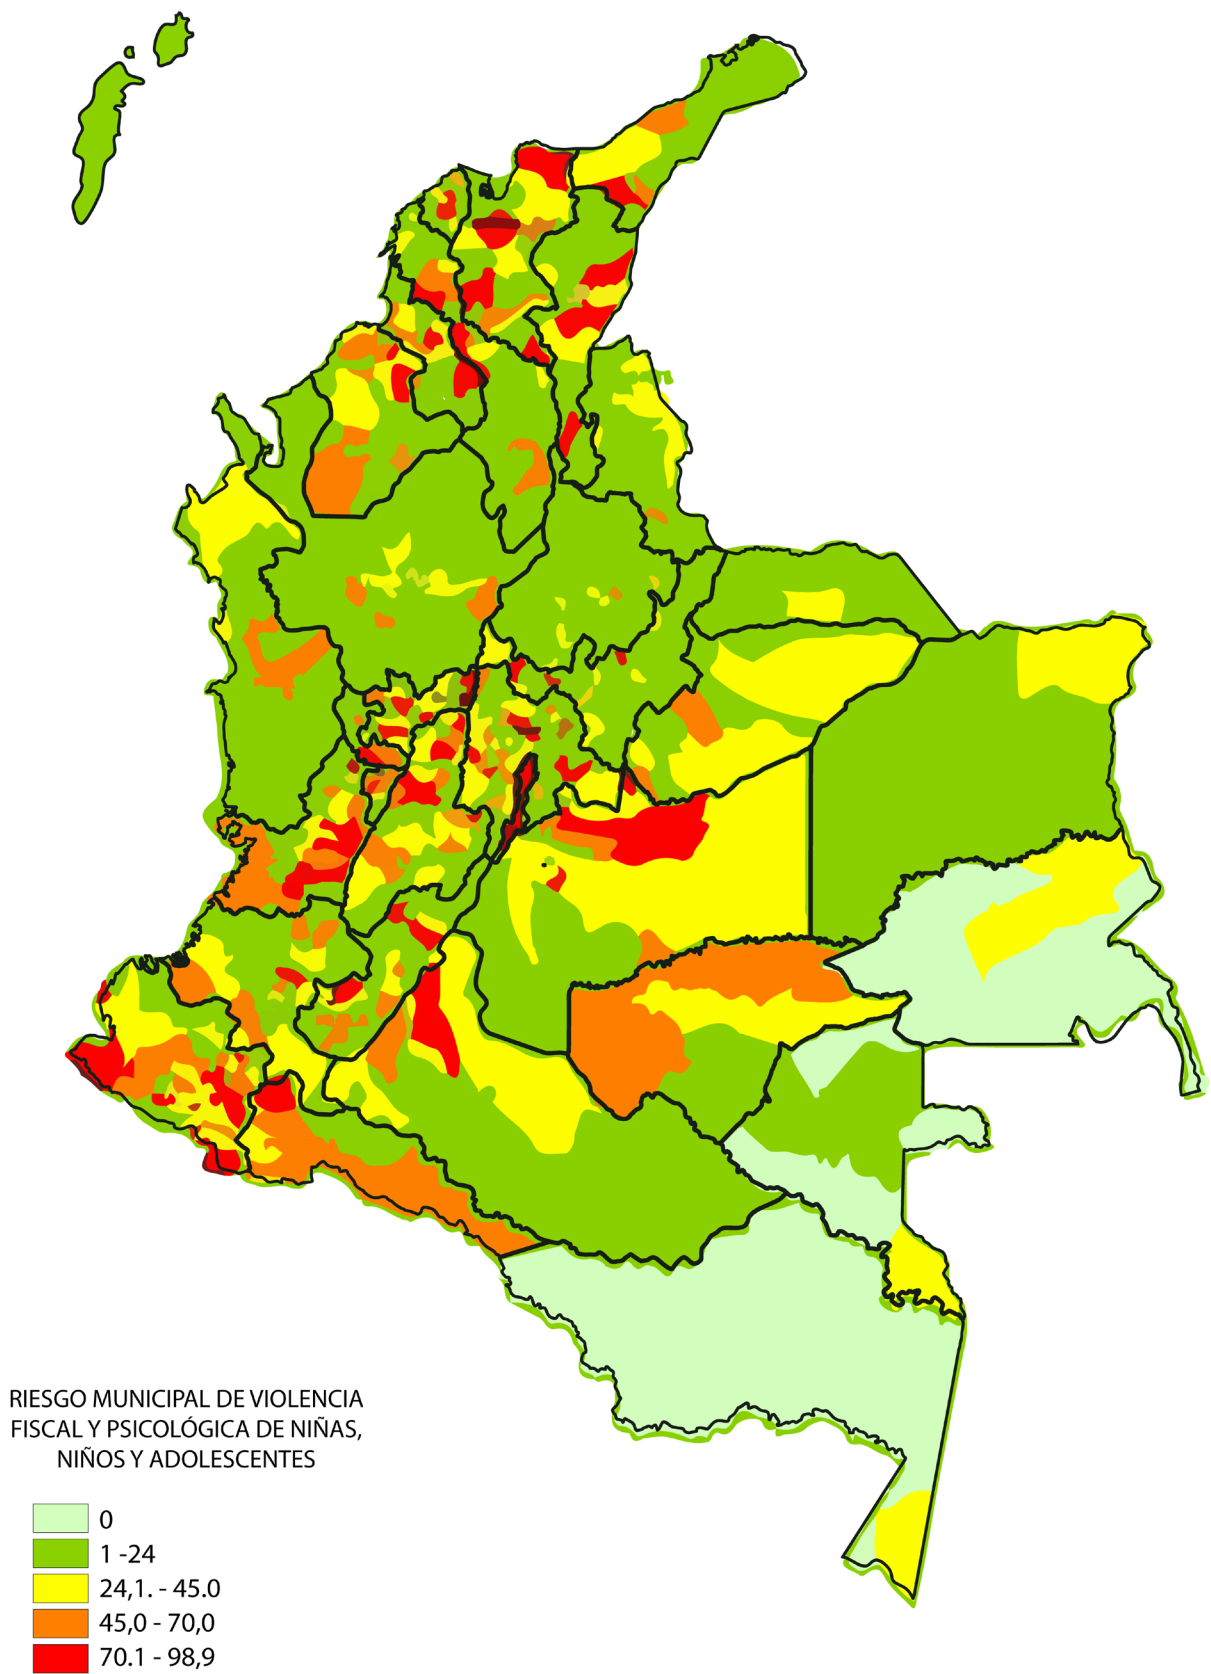 RIESGO MUNICIPAL DE VIOLENCIA
FISCAL Y PSICOLÓGICA DE NIÑAS,
NIÑOS Y ADOLESCENTES
0
1 -24
24,1. - 45.0
45,0 - 70,0
70.1 - 98,9